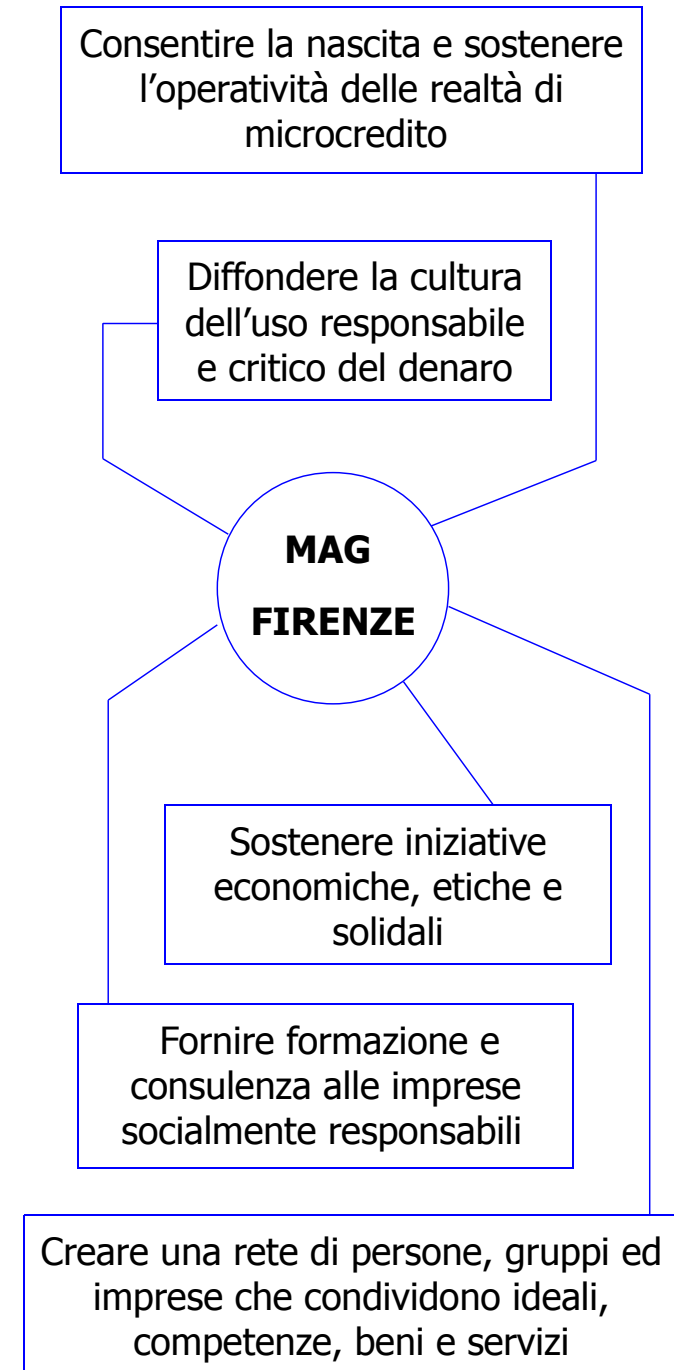 Consentire la nascita e sostenere
l’operatività delle realtà di
microcredito
Diffondere la cultura
dell’uso responsabile
e critico del denaro
MAG
FIRENZE
Sostenere iniziative
economiche, etiche e
solidali
Fornire formazione e
consulenza alle imprese
socialmente responsabili
Creare una rete di persone, gruppi ed
imprese che condividono ideali,
competenze, beni e servizi